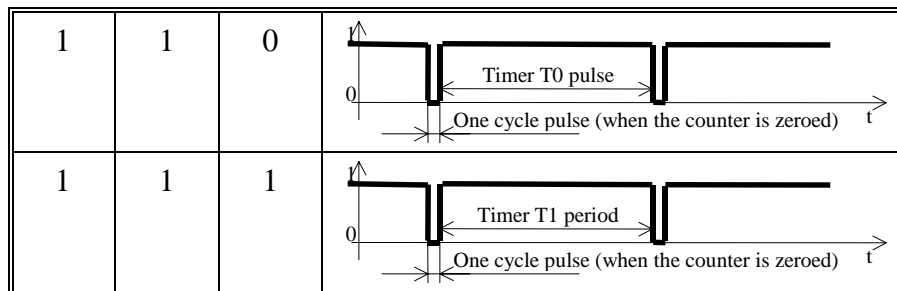 1 1 0
1
Timer T0 pulse
0
t
One cycle pulse (when the counter is zeroed)
1 1 1
1
Timer T1 period
0
t
One cycle pulse (when the counter is zeroed)